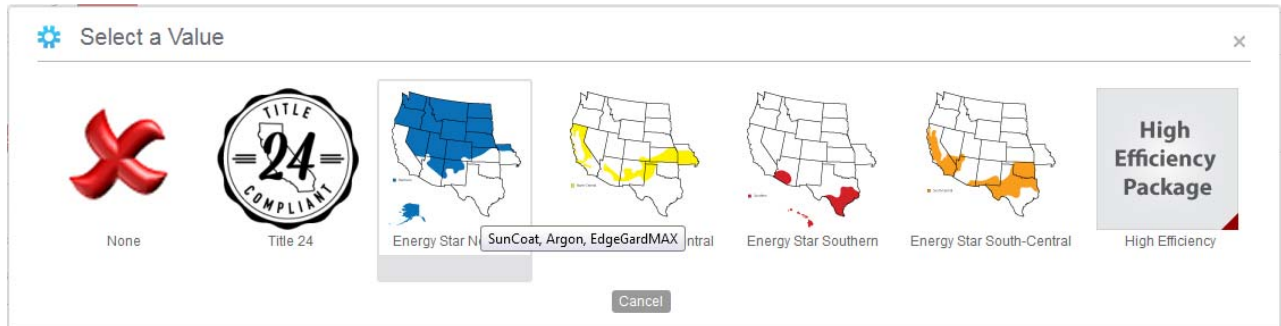 Select a Value
×
TITLE
24
COMPLIANT
High
Efficiency
Package
None
Title 24
Energy Star N
SunCoat, Argon, EdgeGardMAX
ntral
Energy Star Southern
Energy Star South-Central
High Efficiency
Cancel